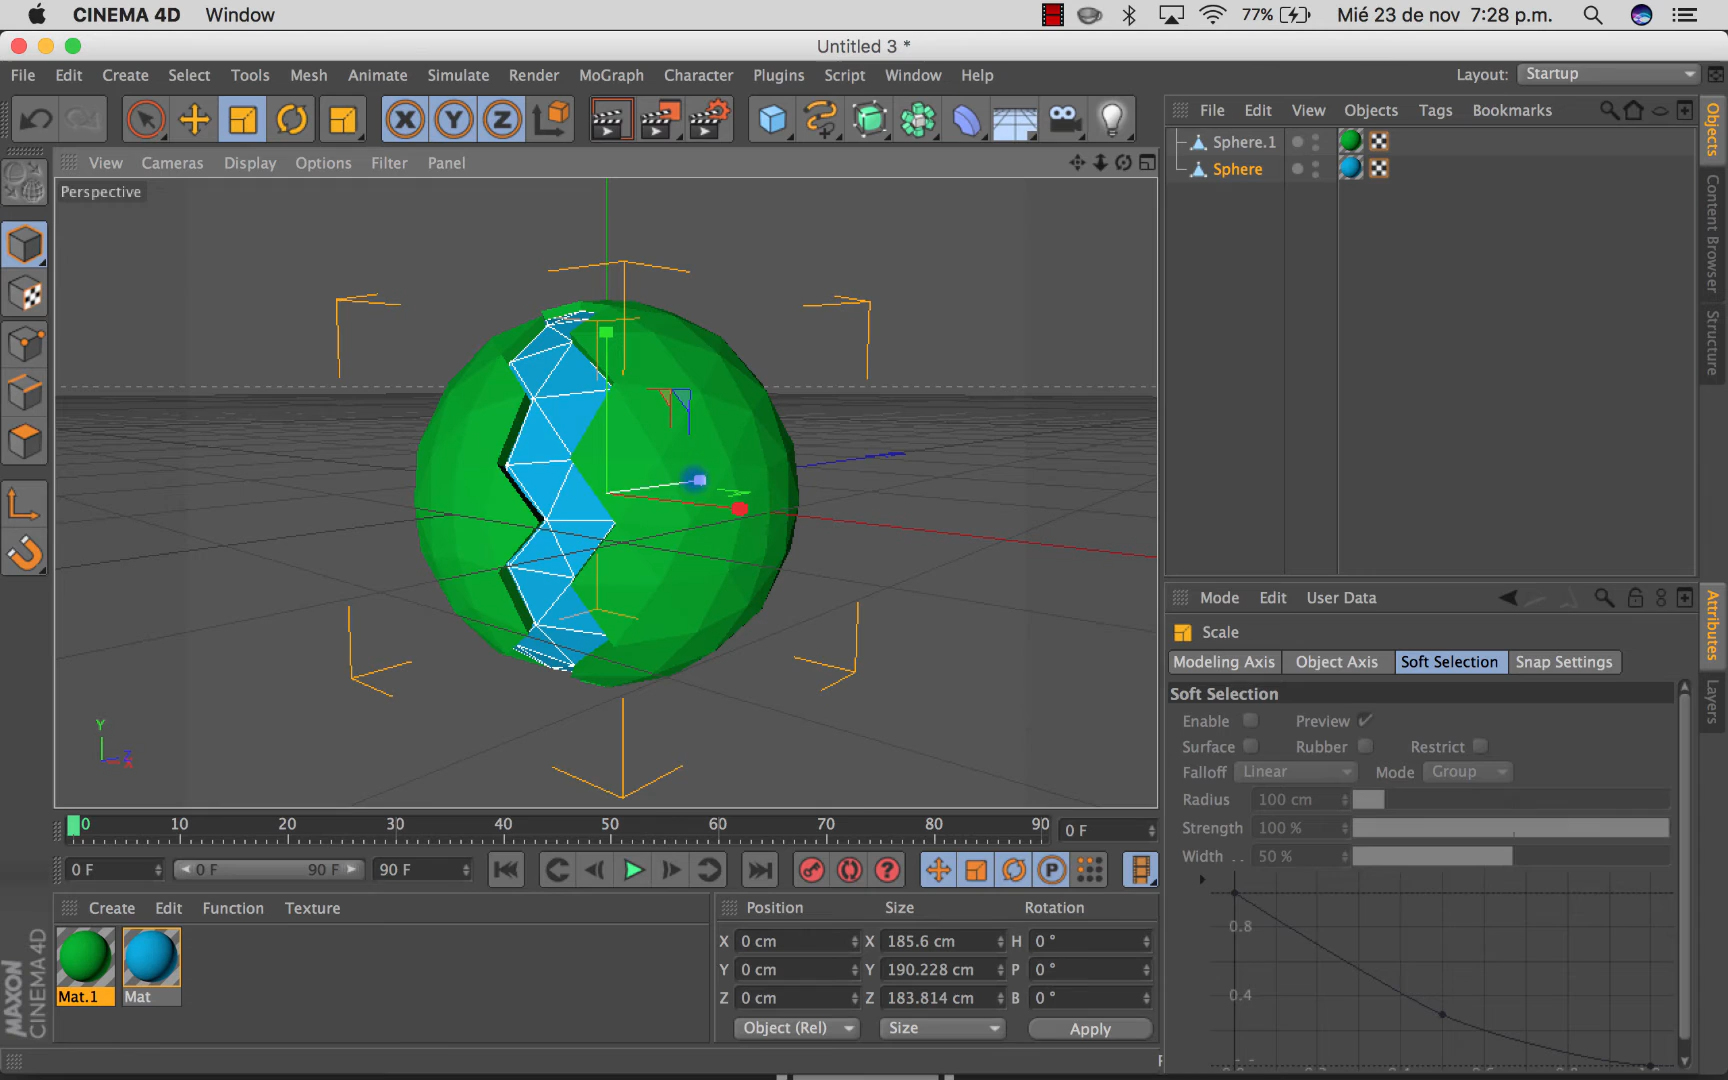 CINEMA 4D Window 77% Mié 23 de nov 7:28 p.m.
Untitled 3 *
File Edit Create Select Tools Mesh Animate Simulate Render MoGraph Character Plugins Script Window Help Layout: Startup
X Y Z
File Edit View Objects Tags Bookmarks
Sphere.1
Sphere
View Cameras Display Options Filter Panel
Perspective
Y
Z
X
Objects
Content Browser
Structure
Mode Edit User Data
Scale
Modeling Axis Object Axis Soft Selection Snap Settings
Soft Selection
Enable Preview
Surface Rubber Restrict
Falloff Linear Mode Group
Radius 100 cm
Strength 100 %
Width . . 50 %
0.8
0.4
Attributes
Layers
0 10 20 30 40 50 60 70 80 90 0 F
0 F 0 F 90 F 90 F
P
Create Edit Function Texture
Mat.1 Mat
Position Size Rotation
X 0 cm X 185.6 cm H 0 °
Y 0 cm Y 190.228 cm P 0 °
Z 0 cm Z 183.814 cm B 0 °
Object (Rel) Size Apply
MAXON
CINEMA 4D